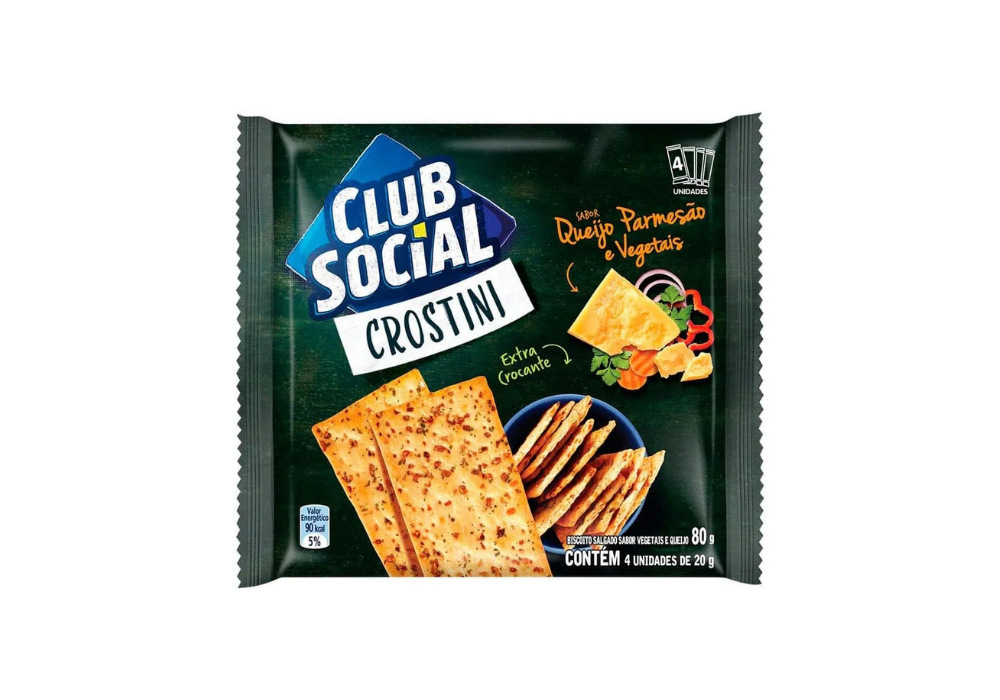 CLUB
SOCIAL
CROSTINI
4
UNIDADES
SABOR
Queijo Parmesão
e Vegetais
Extra
Crocante
Valor
Energético
90 kcal
5%
BISCOITO SALGADO SABOR VEGETAIS E QUEIJO 80 g
CONTÉM 4 UNIDADES DE 20 g